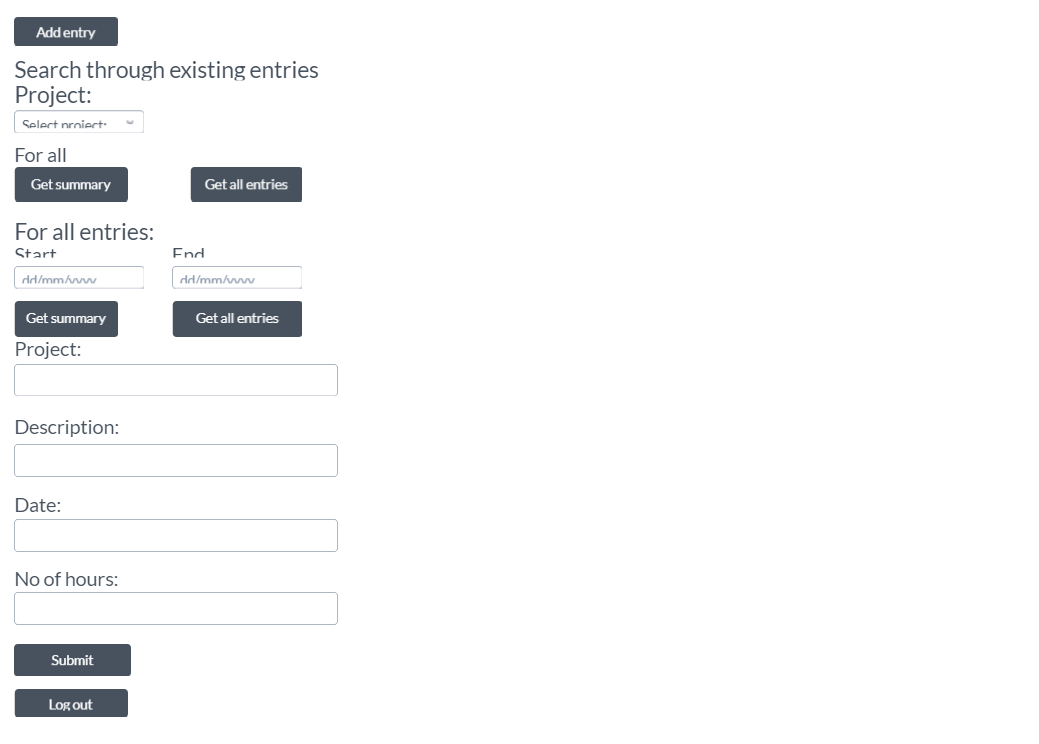 Add entry
Search through existing entries
Project:
Select project:
For all
Get summary Get all entries
For all entries:
Start End
dd/mm/yyyy dd/mm/yyyy
Get summary Get all entries
Project:
Description:
Date:
No of hours:
Submit
Log out